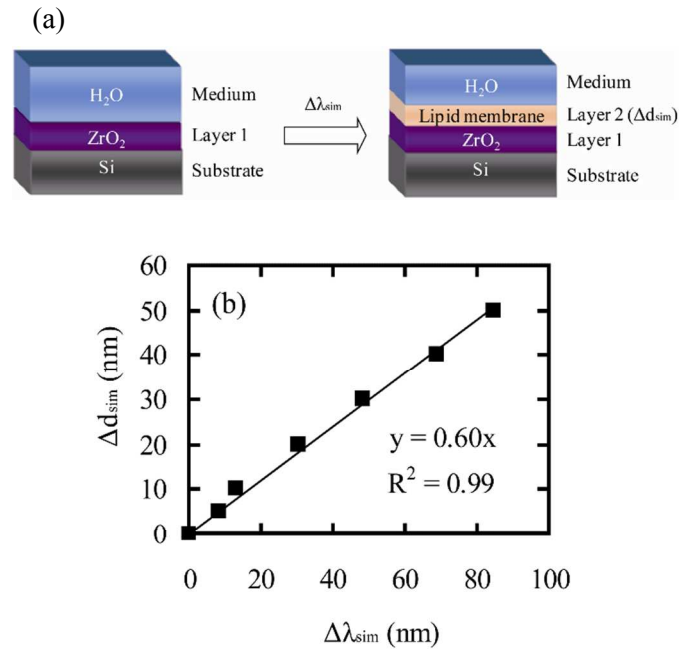 (a)
H₂O
Medium
ZrO₂
Layer 1
Si
Substrate
Δλsim
H₂O
Medium
Lipid membrane
Layer 2 (Δdsim)
ZrO₂
Layer 1
Si
Substrate
(b)
60
50
40
30
20
10
0
Δdsim (nm)
y = 0.60x
R² = 0.99
0 20 40 60 80 100
Δλsim (nm)